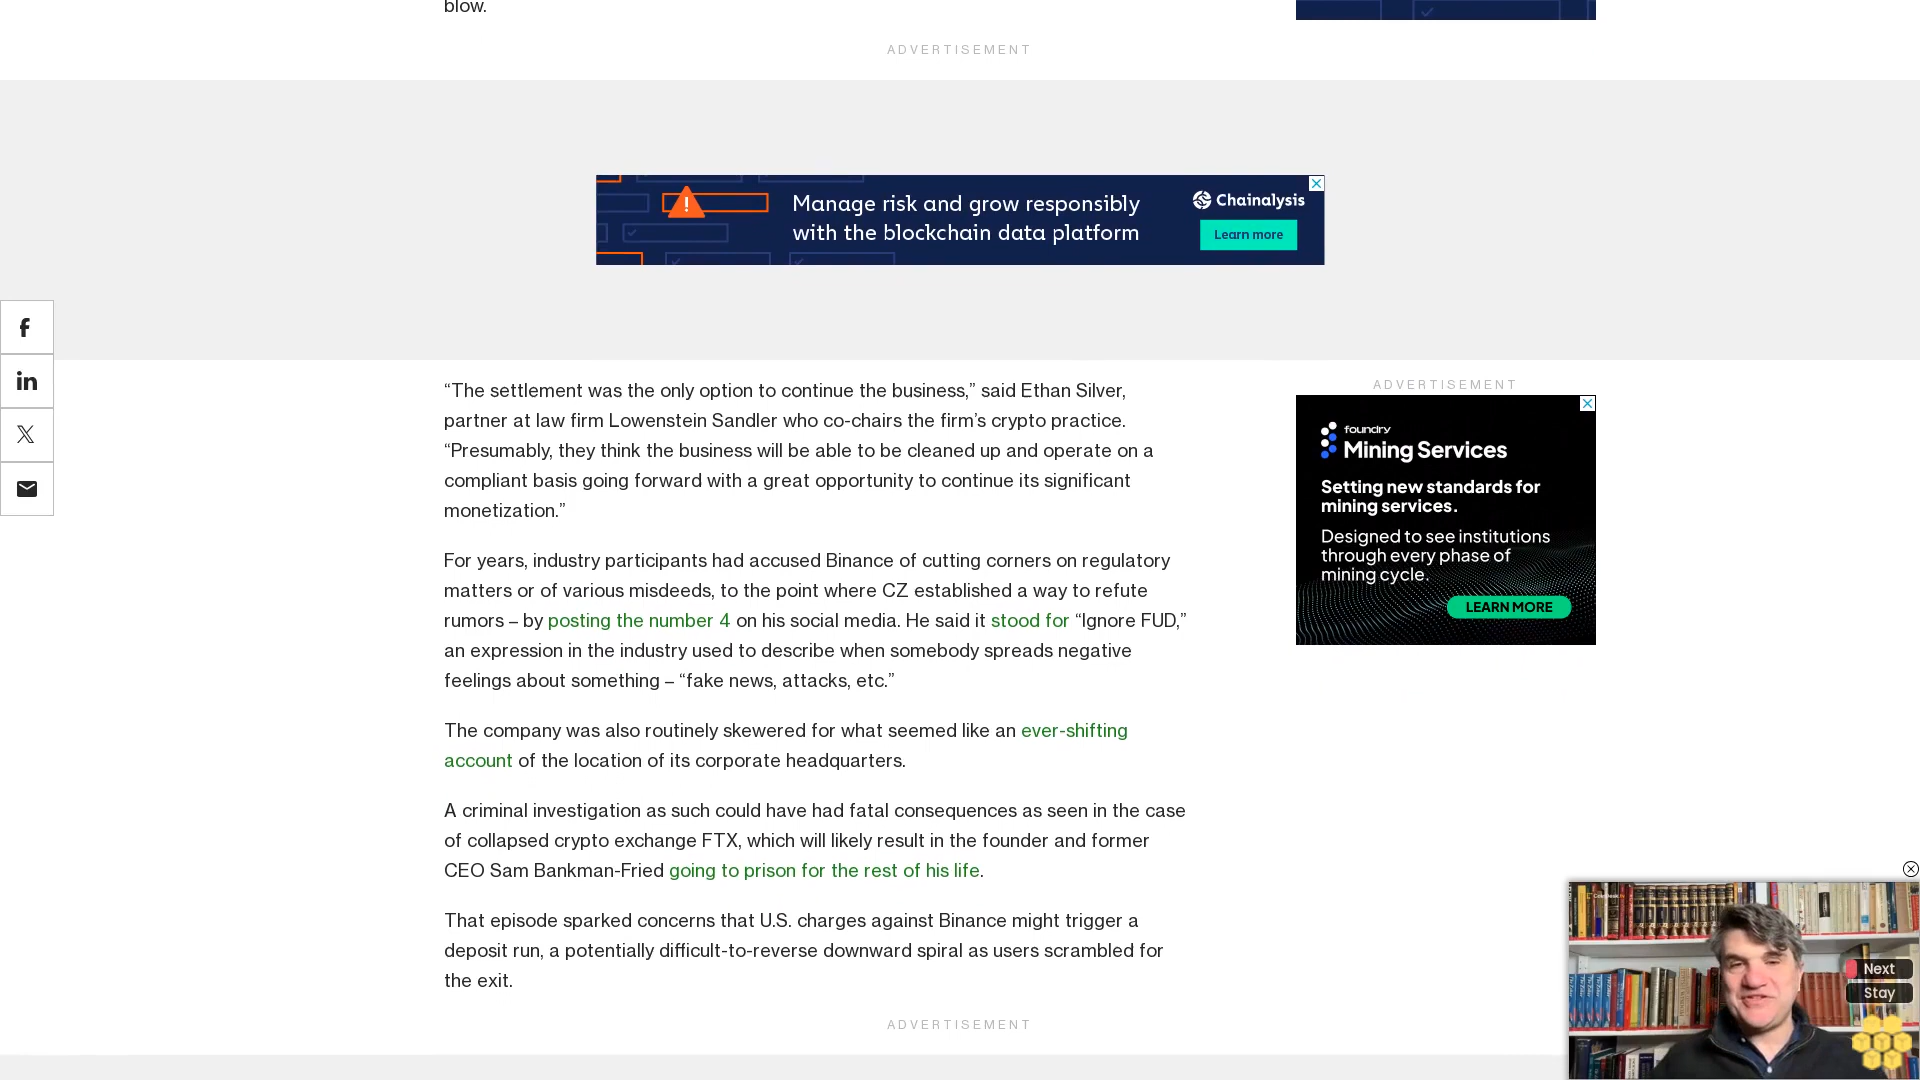 blow.
ADVERTISEMENT
!
Manage risk and grow responsibly
with the blockchain data platform
Chainalysis
Learn more
“The settlement was the only option to continue the business,” said Ethan Silver,
partner at law firm Lowenstein Sandler who co-chairs the firm’s crypto practice.
“Presumably, they think the business will be able to be cleaned up and operate on a
compliant basis going forward with a great opportunity to continue its significant
monetization.”
For years, industry participants had accused Binance of cutting corners on regulatory
matters or of various misdeeds, to the point where CZ established a way to refute
rumors – by posting the number 4 on his social media. He said it stood for “Ignore FUD,”
an expression in the industry used to describe when somebody spreads negative
feelings about something – “fake news, attacks, etc.”
The company was also routinely skewered for what seemed like an ever-shifting
account of the location of its corporate headquarters.
A criminal investigation as such could have had fatal consequences as seen in the case
of collapsed crypto exchange FTX, which will likely result in the founder and former
CEO Sam Bankman-Fried going to prison for the rest of his life.
That episode sparked concerns that U.S. charges against Binance might trigger a
deposit run, a potentially difficult-to-reverse downward spiral as users scrambled for
the exit.
ADVERTISEMENT
ADVERTISEMENT
foundry
Mining Services
Setting new standards for
mining services.
Designed to see institutions
through every phase of
mining cycle.
LEARN MORE
Next
Stay